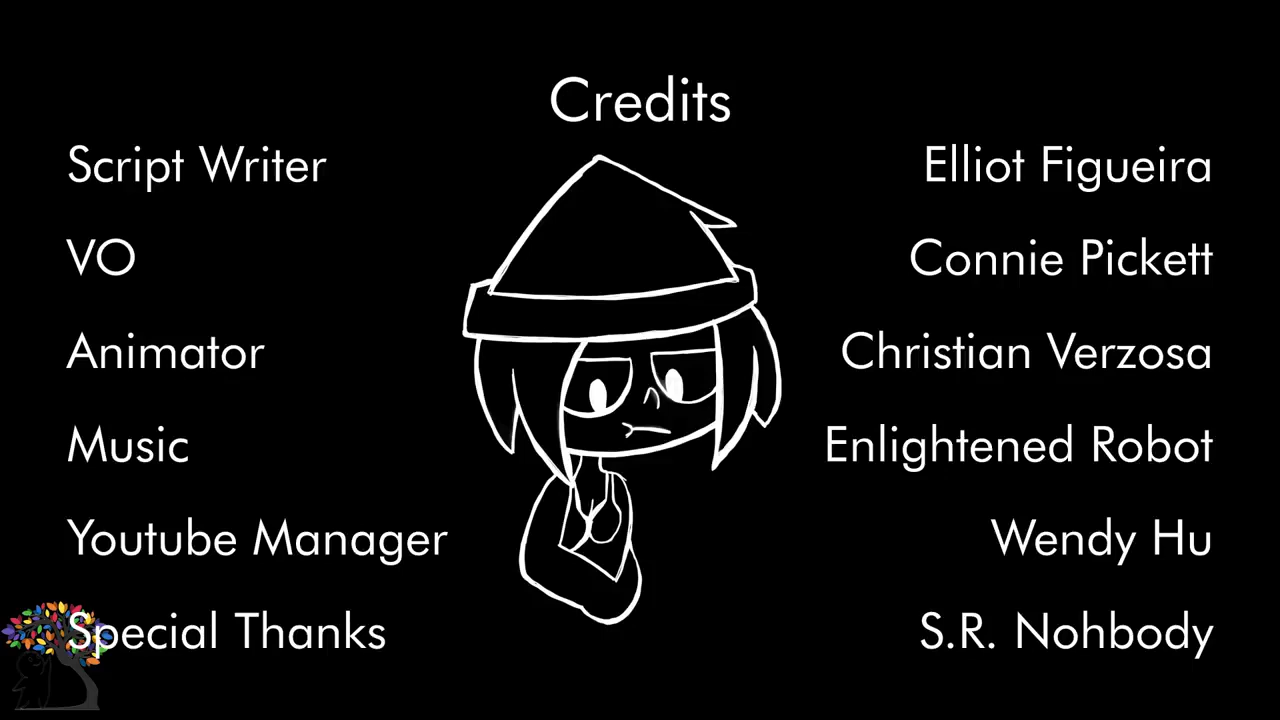 Credits
Script Writer Elliot Figueira
VO Connie Pickett
Animator Christian Verzosa
Music Enlightened Robot
Youtube Manager Wendy Hu
Special Thanks S.R. Nohbody